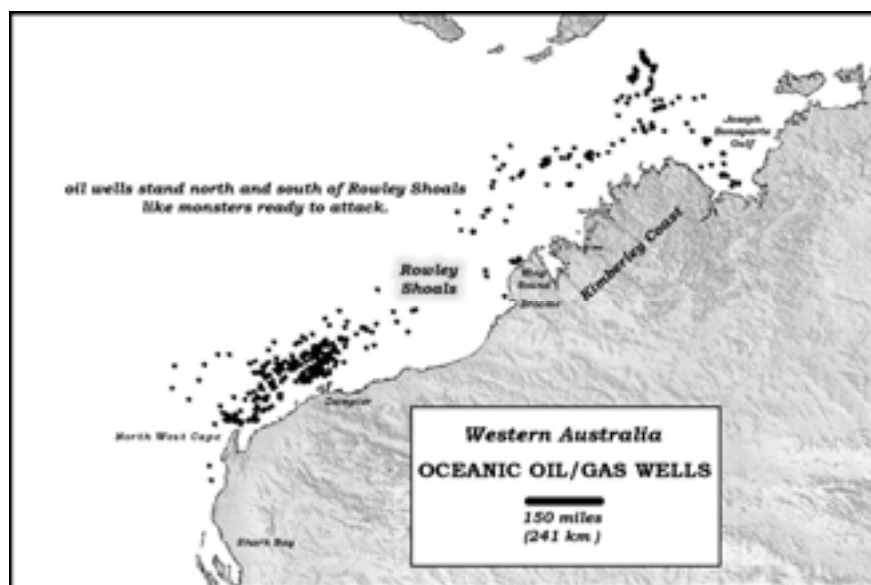 Joseph
Bonaparte
Gulf
oil wells stand north and south of Rowley Shoals
like monsters ready to attack.
Kimberley Coast
Rowley
Shoals
King
Sound
Broome
Dampier
North West Cape
Western Australia
OCEANIC OIL/GAS WELLS
150 miles
(241 km )
Shark Bay